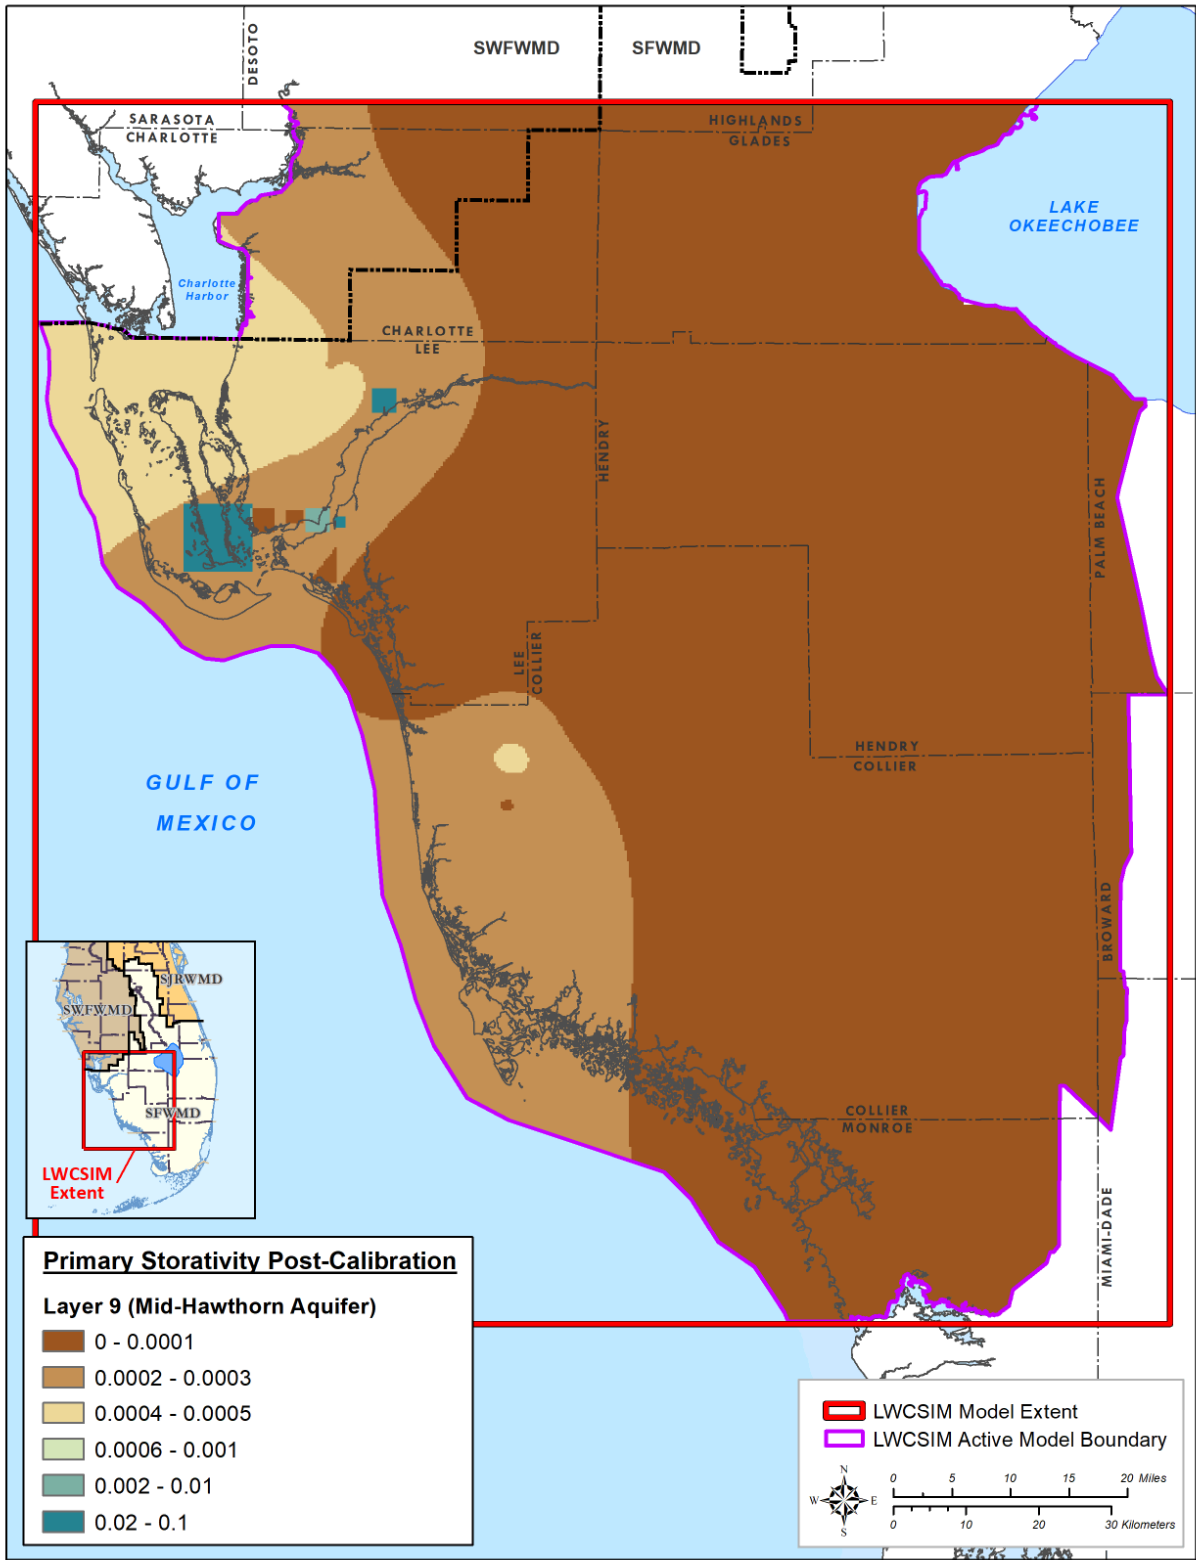 DESOTO
SWFWMD
SFWMD
SARASOTA
CHARLOTTE
HIGHLANDS
GLADES
LAKE
OKEECHOBEE
Charlotte
Harbor
CHARLOTTE
LEE
HENDRY
PALM BEACH
LEE
COLLIER
HENDRY
COLLIER
GULF OF
MEXICO
BROWARD
SJRWMD
SWFWMD
SFWMD
LWCSIM
Extent
COLLIER
MONROE
MIAMI-DADE
Primary Storativity Post-Calibration
Layer 9 (Mid-Hawthorn Aquifer)
0 - 0.0001
0.0002 - 0.0003
0.0004 - 0.0005
0.0006 - 0.001
0.002 - 0.01
0.02 - 0.1
LWCSIM Model Extent
LWCSIM Active Model Boundary
N
W E
S
0 5 10 15 20 Miles
0 10 20 30 Kilometers